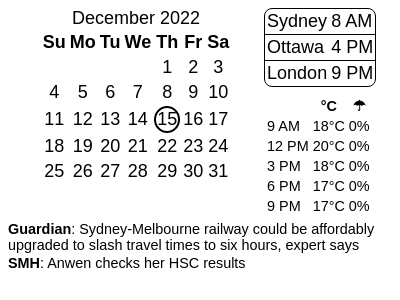 December 2022
Su Mo Tu We Th Fr Sa
1 2 3
4 5 6 7 8 9 10
11 12 13 14 15 16 17
18 19 20 21 22 23 24
25 26 27 28 29 30 31
Sydney 8 AM
Ottawa 4 PM
London 9 PM
°C ☂
9 AM 18°C 0%
12 PM 20°C 0%
3 PM 18°C 0%
6 PM 17°C 0%
9 PM 17°C 0%
Guardian: Sydney-Melbourne railway could be affordably
upgraded to slash travel times to six hours, expert says
SMH: Anwen checks her HSC results